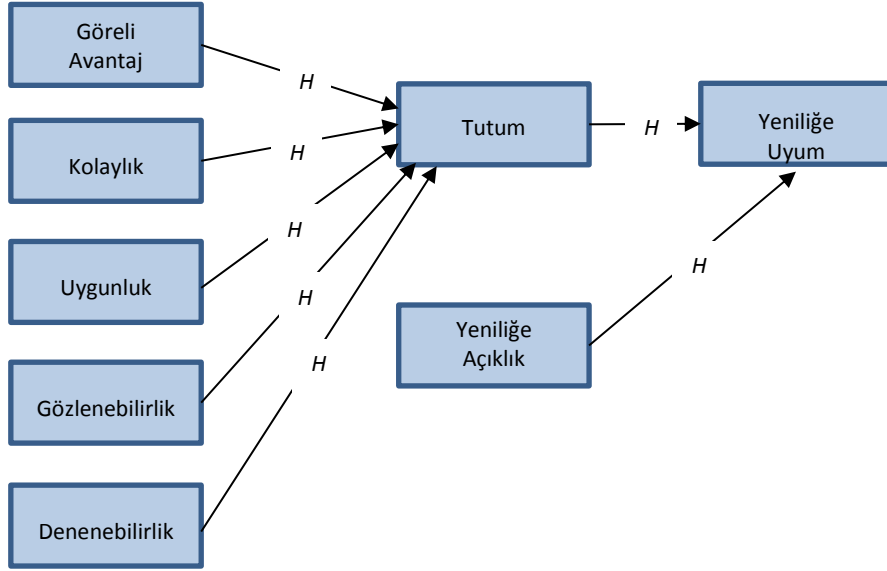 Göreli
Avantaj
H
Tutum
H
Yeniliğe
Uyum
Kolaylık
H
Uygunluk
H
H
Yeniliğe
Açıklık
H
Gözlenebilirlik
H
Denenebilirlik